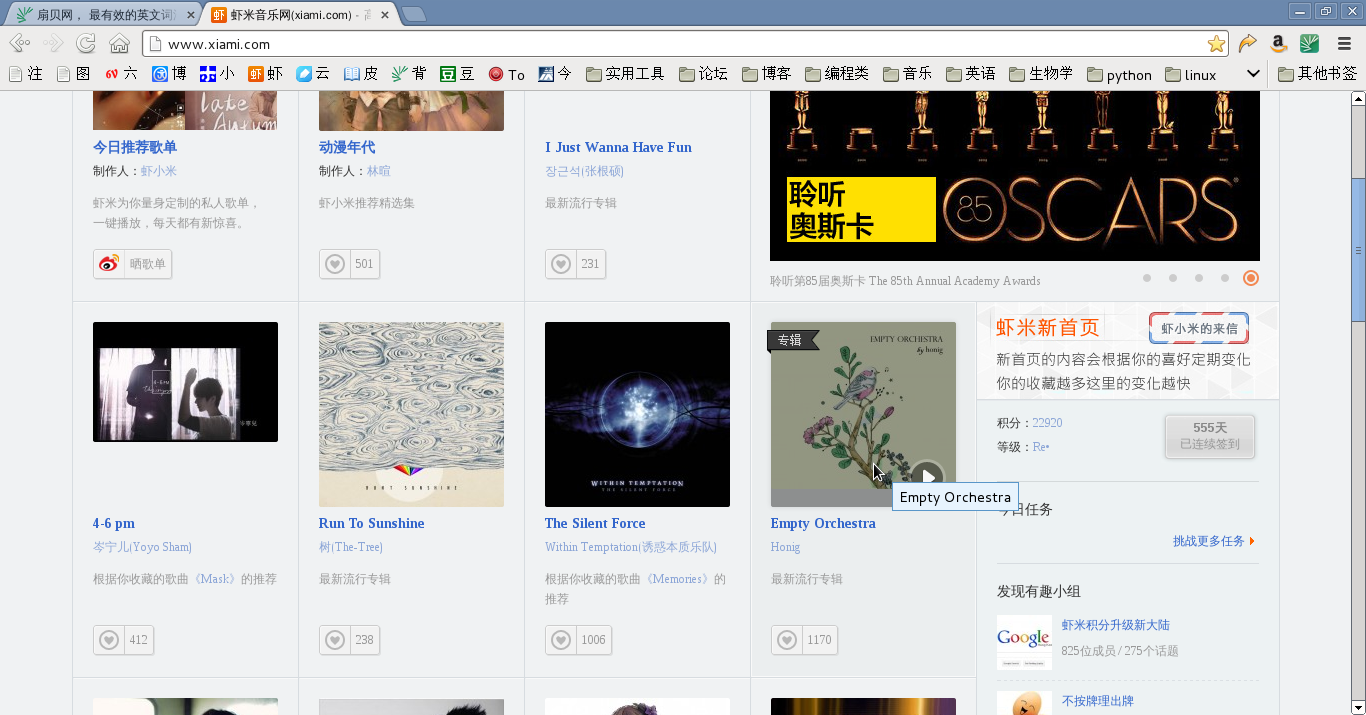 扇贝网， 最有效的英文词
虾米音乐网(xiami.com) - 高
www.xiami.com
注 图 六 博 小 虾 云 皮 背 豆 To 今 实用工具 论坛 博客 编程类 音乐 英语 生物学 python linux 其他书签
late
Autumn
今日推荐歌单
制作人：虾小米
虾米为你量身定制的私人歌单，
一键播放，每天都有新惊喜。
晒歌单
动漫年代
制作人：林暄
虾小米推荐精选集
501
I Just Wanna Have Fun
장근석(张根硕)
最新流行专辑
231
聆听
奥斯卡
85 OSCARS
聆听第85届奥斯卡 The 85th Annual Academy Awards
4-6 pm
岑宁儿(Yoyo Sham)
根据你收藏的歌曲《Mask》的推荐
412
HUNT SUNSHINE
Run To Sunshine
树(The-Tree)
最新流行专辑
238
WITHIN TEMPTATION
THE SILENT FORCE
The Silent Force
Within Temptation(诱惑本质乐队)
根据你收藏的歌曲《Memories》的
推荐
1006
专辑
EMPTY ORCHESTRA
By honig
Empty Orchestra
Empty Orchestra
Honig
最新流行专辑
1170
虾米新首页
虾小米的来信
新首页的内容会根据你的喜好定期变化
你的收藏越多这里的变化越快
积分：22920
等级：Re•
555天
已连续签到
今日任务
挑战更多任务
发现有趣小组
Google
虾米积分升级新大陆
825位成员 / 275个话题
不按牌理出牌